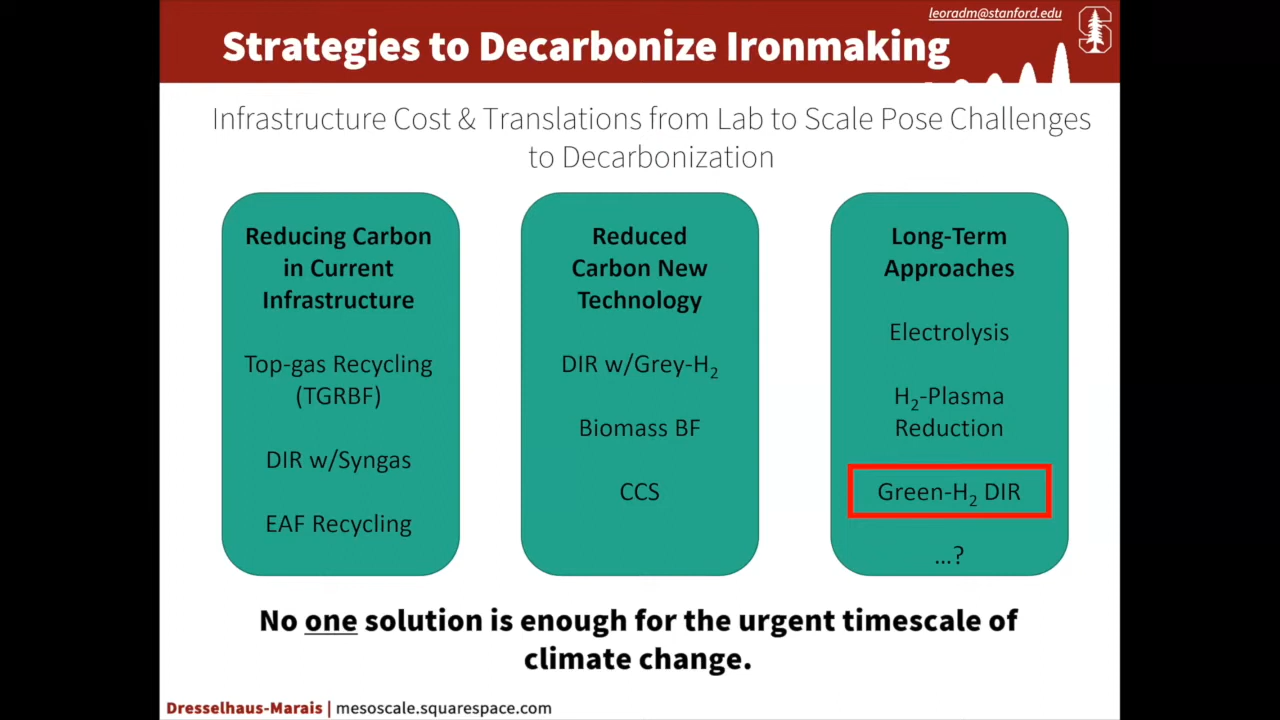 leoradm@stanford.edu
Strategies to Decarbonize Ironmaking
Infrastructure Cost & Translations from Lab to Scale Pose Challenges
to Decarbonization
Reducing Carbon
in Current
Infrastructure
Top-gas Recycling
(TGRBF)
DIR w/Syngas
EAF Recycling
Reduced
Carbon New
Technology
DIR w/Grey-H₂
Biomass BF
CCS
Long-Term
Approaches
Electrolysis
H₂-Plasma
Reduction
Green-H₂ DIR
...?
No one solution is enough for the urgent timescale of
climate change.
Dresselhaus-Marais | mesoscale.squarespace.com